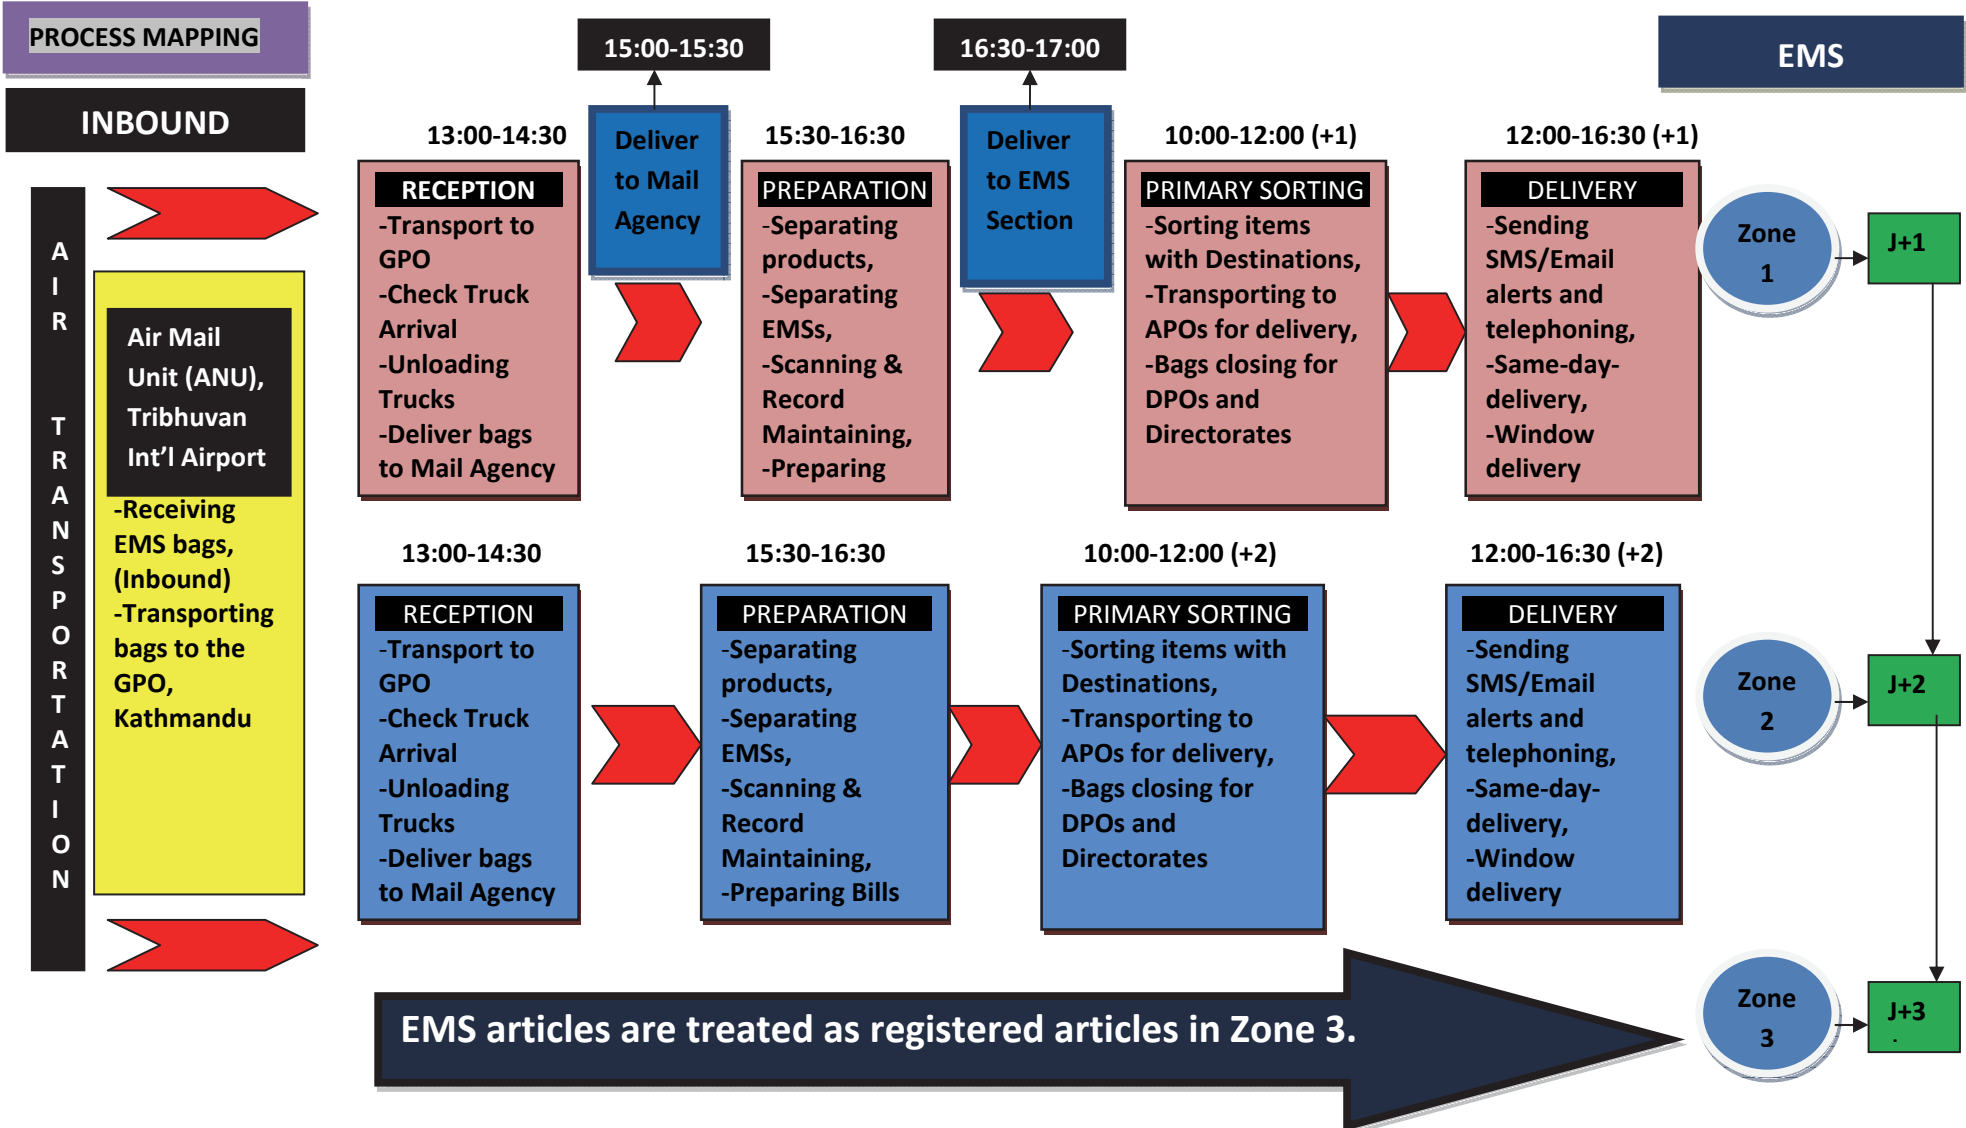 PROCESS MAPPING
15:00-15:30
16:30-17:00
EMS
INBOUND
AIR TRANSPORTATION
Air Mail
Unit (ANU),
Tribhuvan
Int’l Airport
-Receiving
EMS bags,
(Inbound)
-Transporting
bags to the
GPO,
Kathmandu
13:00-14:30
RECEPTION
-Transport to
GPO
-Check Truck
Arrival
-Unloading
Trucks
-Deliver bags
to Mail Agency
Deliver
to Mail
Agency
15:30-16:30
PREPARATION
-Separating
products,
-Separating
EMSs,
-Scanning &
Record
Maintaining,
-Preparing
Deliver
to EMS
Section
10:00-12:00 (+1)
PRIMARY SORTING
-Sorting items
with Destinations,
-Transporting to
APOs for delivery,
-Bags closing for
DPOs and
Directorates
12:00-16:30 (+1)
DELIVERY
-Sending
SMS/Email
alerts and
telephoning,
-Same-day-
delivery,
-Window
delivery
Zone
1
J+1
13:00-14:30
RECEPTION
-Transport to
GPO
-Check Truck
Arrival
-Unloading
Trucks
-Deliver bags
to Mail Agency
15:30-16:30
PREPARATION
-Separating
products,
-Separating
EMSs,
-Scanning &
Record
Maintaining,
-Preparing Bills
10:00-12:00 (+2)
PRIMARY SORTING
-Sorting items with
Destinations,
-Transporting to
APOs for delivery,
-Bags closing for
DPOs and
Directorates
12:00-16:30 (+2)
DELIVERY
-Sending
SMS/Email
alerts and
telephoning,
-Same-day-
delivery,
-Window
delivery
Zone
2
J+2
EMS articles are treated as registered articles in Zone 3.
Zone
3
J+3